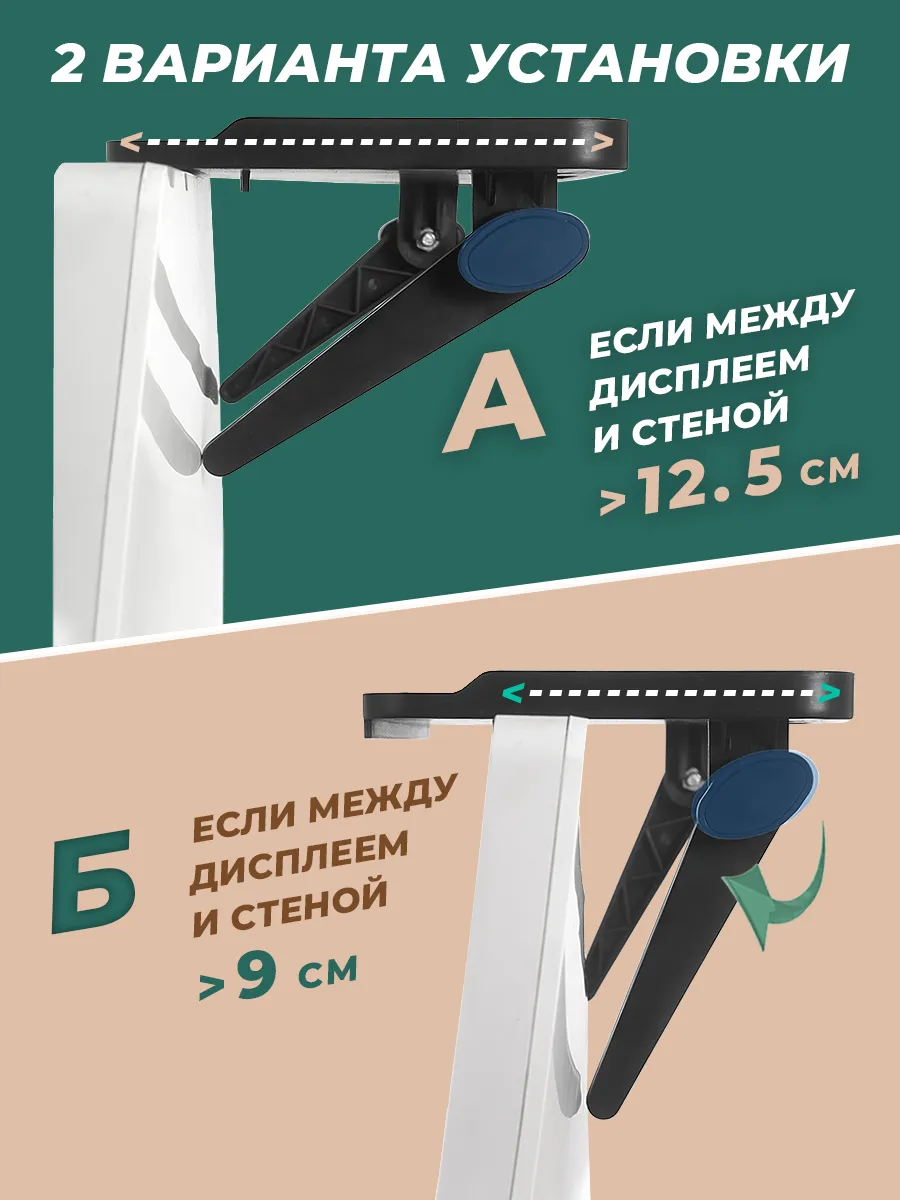 2 ВАРИАНТА УСТАНОВКИ
А
ЕСЛИ МЕЖДУ
ДИСПЛЕЕМ
И СТЕНОЙ
> 12.5 СМ
Б
ЕСЛИ МЕЖДУ
ДИСПЛЕЕМ
И СТЕНОЙ
> 9 СМ